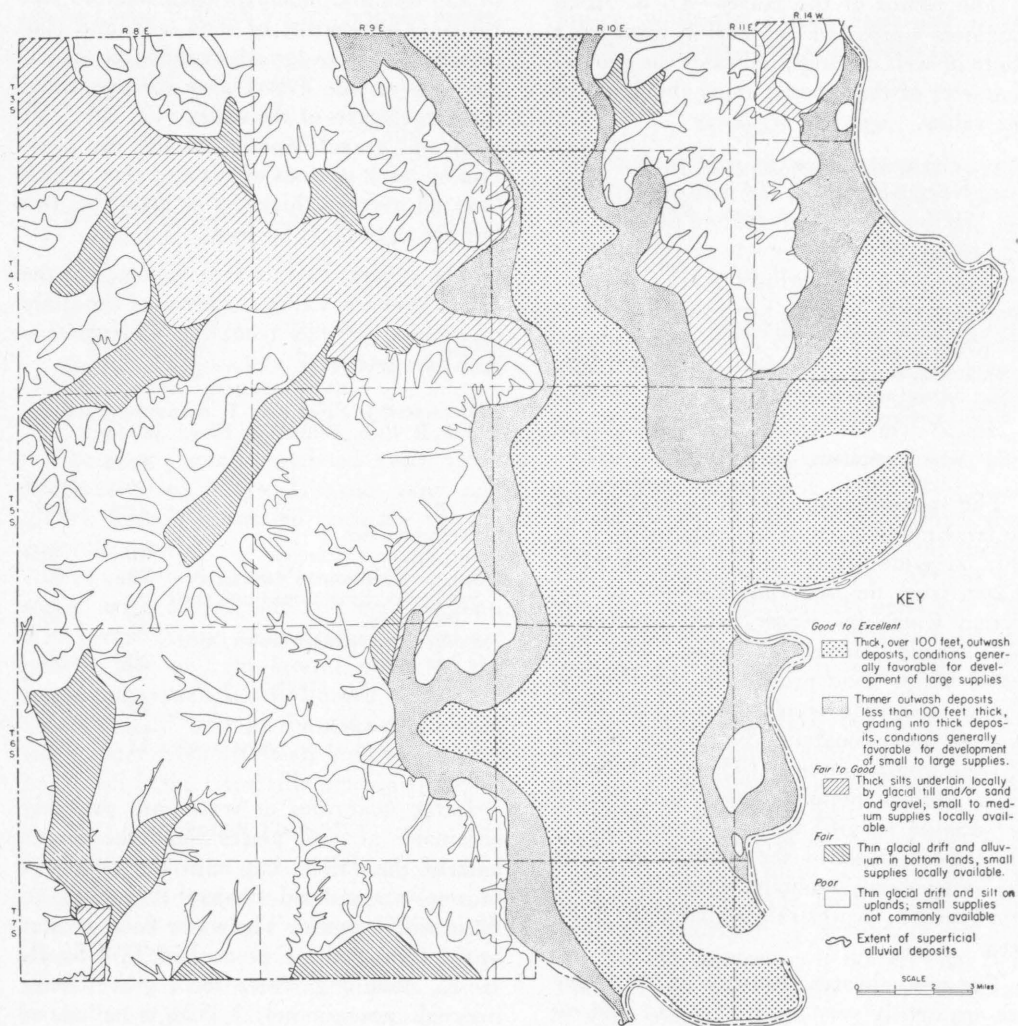 R 8 E.
R 9 E.
R 10 E.
R 11 E.
R. 14 W.
T 3 S.
T 4 S.
T 5 S.
T 6 S.
T 7 S.
KEY
Good to Excellent
Thick, over 100 feet, outwash
deposits, conditions gener-
ally favorable for devel-
opment of large supplies
Thinner outwash deposits
less than 100 feet thick,
grading into thick depos-
its, conditions generally
favorable for development
of small to large supplies.
Fair to Good
Thick silts underlain locally
by glacial till and/or sand
and gravel; small to med-
ium supplies locally avail-
able.
Fair
Thin glacial drift and alluv-
ium in bottom lands, small
supplies locally available.
Poor
Thin glacial drift and silt on
uplands; small supplies
not commonly available
Extent of superficial
alluvial deposits
SCALE
0 1 2 3 Miles